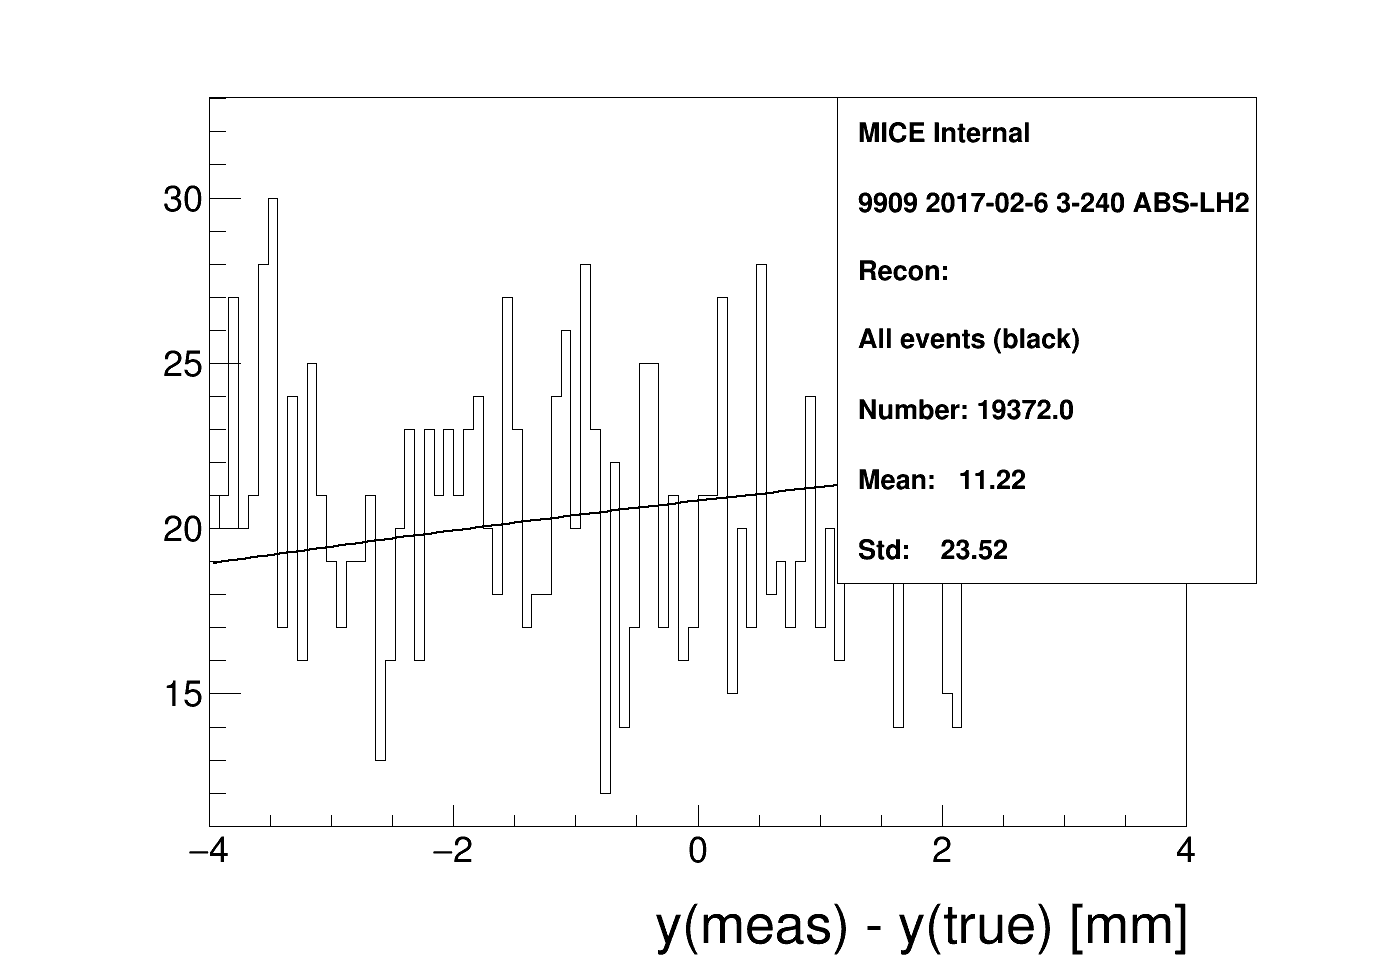 MICE Internal
9909 2017-02-6 3-240 ABS-LH2
Recon:
All events (black)
Number: 19372.0
Mean: 11.22
Std: 23.52
30
25
20
15
−4 −2 0 2 4
y(meas) - y(true) [mm]